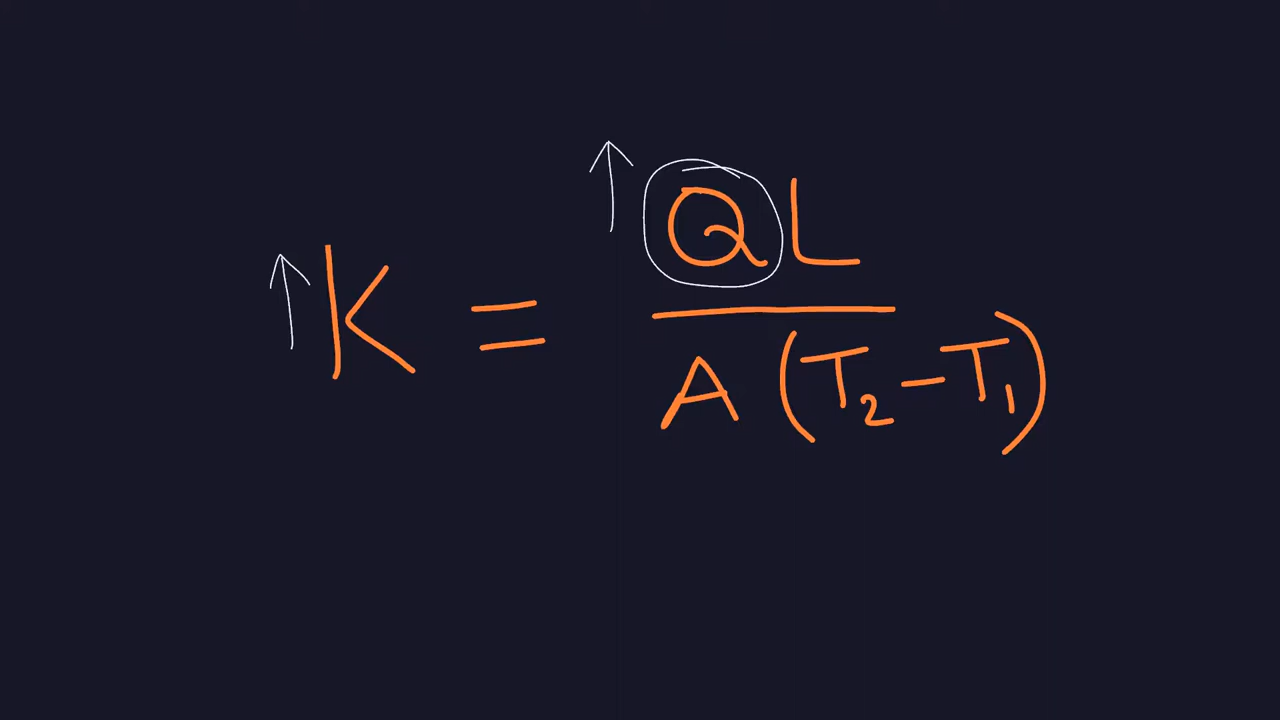 ↑K = ↑QL / A(T₂-T₁)